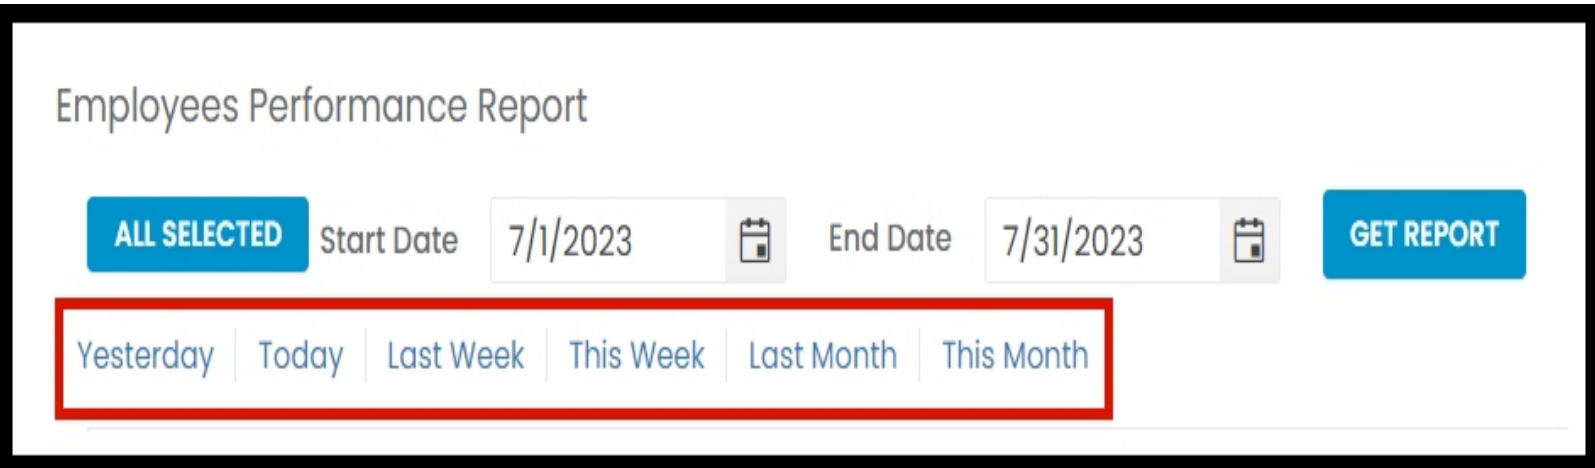 Employees Performance Report
ALL SELECTED Start Date 7/1/2023 End Date 7/31/2023 GET REPORT
Yesterday Today Last Week This Week Last Month This Month